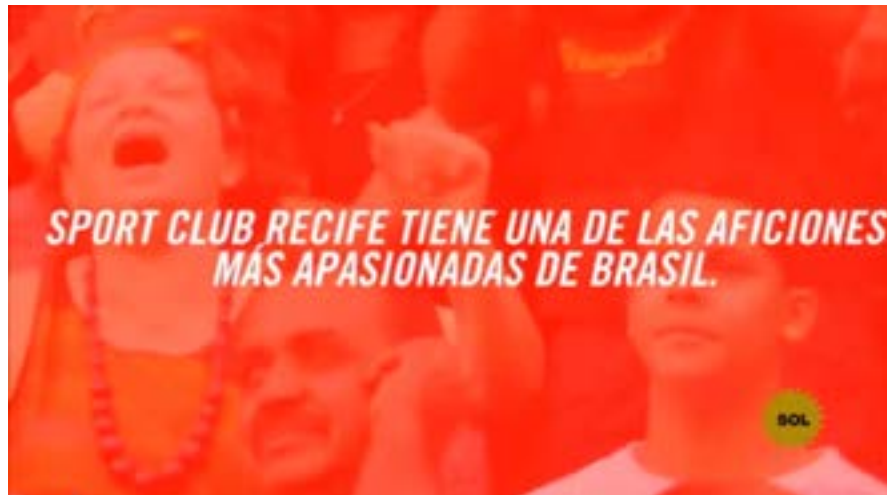 SPORT CLUB RECIFE TIENE UNA DE LAS AFICIONES
MÁS APASIONADAS DE BRASIL.
SOL